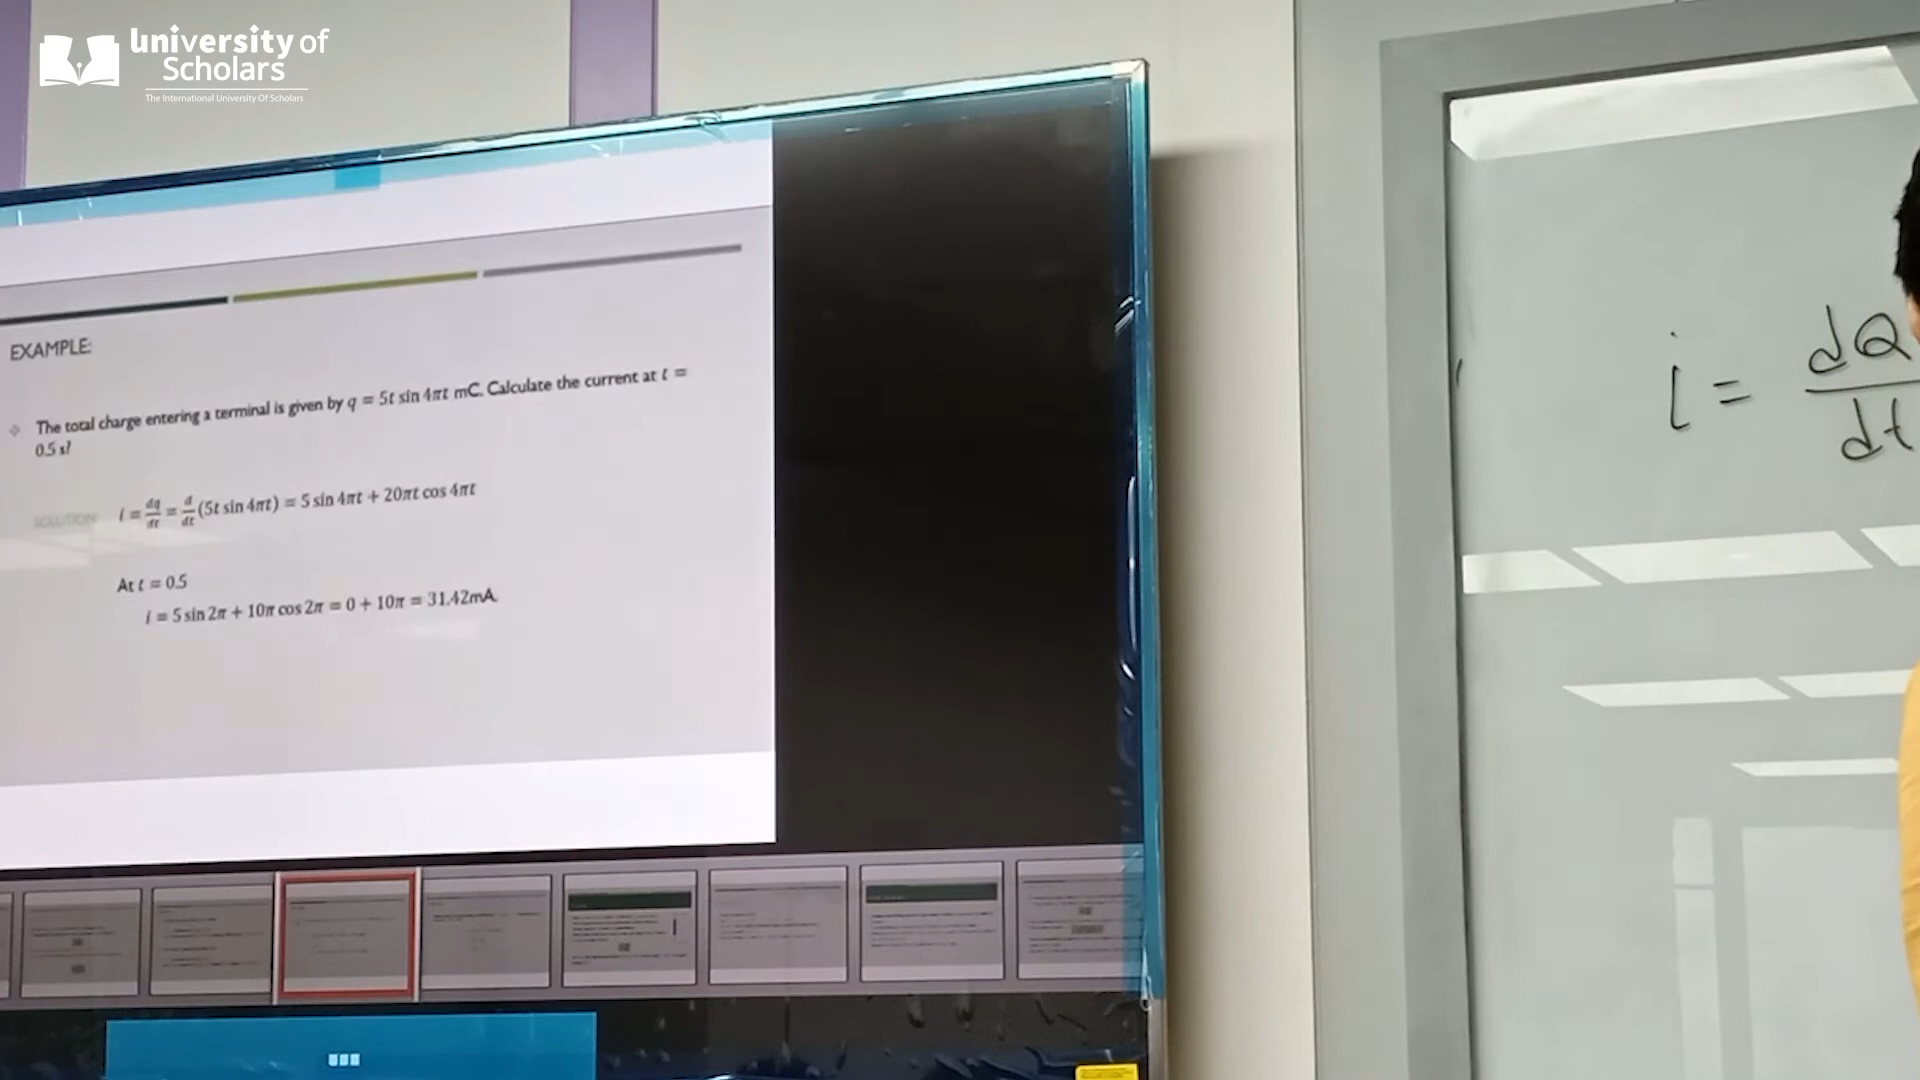 University of
Scholars
The International University Of Scholars
EXAMPLE:
The total charge entering a terminal is given by q = 5t sin 4πt mC. Calculate the current at t =
0.5 s?
SOLUTION: i = dq/dt = d/dt (5t sin 4πt) = 5 sin 4πt + 20πt cos 4πt
At t = 0.5
i = 5 sin 2π + 10π cos 2π = 0 + 10π = 31.42mA.
i = dQ/dt